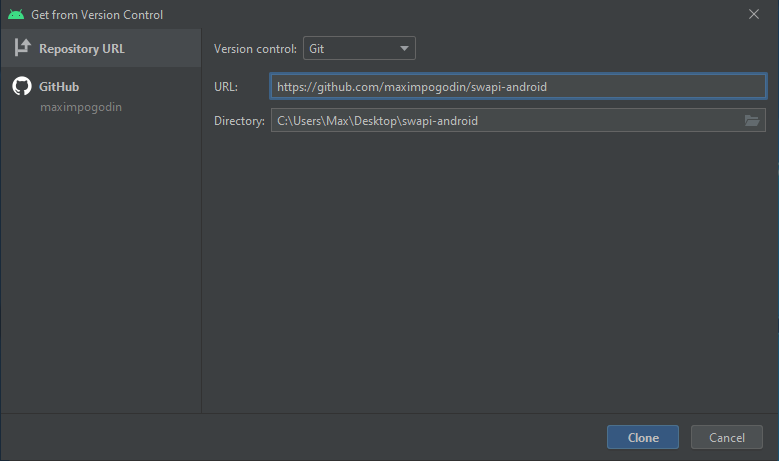 Get from Version Control
Repository URL
GitHub
maximpogodin
Version control: Git
URL: https://github.com/maximpogodin/swapi-android
Directory: C:\Users\Max\Desktop\swapi-android
Clone Cancel